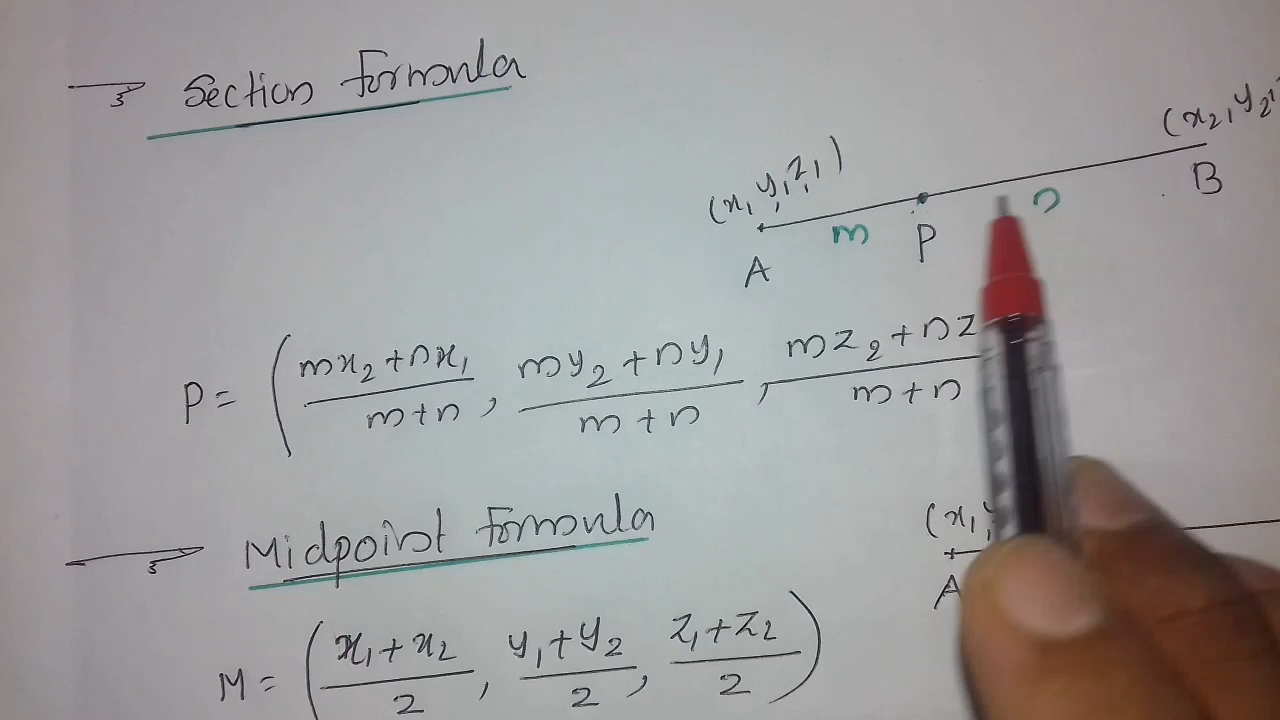 Section formula
(x1, y1, z1)
(x2, y2,
A m P n B
P = ( mx2+nx1 / m+n , my2+ny1 / m+n , mz2+nz / m+n
Midpoint formula
(x1,
A
M = ( x1+x2 / 2 , y1+y2 / 2 , z1+z2 / 2 )